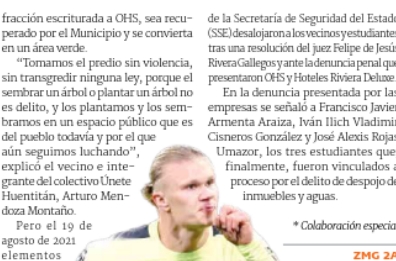 fracción escriturada a OHS, sea recu-
perado por el Municipio y se convierta
en un área verde.
“Tomamos el predio sin violencia,
sin transgredir ninguna ley, porque el
sembrar un árbol o plantar un árbol no
es delito, y los plantamos y los sem-
bramos en un espacio público que es
del pueblo todavía y por el que
aún seguimos luchando”,
explicó el vecino e inte-
grante del colectivo Únete
Huentitán, Arturo Men-
doza Montaño.
Pero el 19 de
agosto de 2021
elementos
de la Secretaría de Seguridad del Estado
(SSE) desalojaron a los vecinos y estudiantes
tras una resolución del juez Felipe de Jesús
Rivera Gallegos y ante la denuncia penal que
presentaron OHS y Hoteles Riviera Deluxe.
En la denuncia presentada por las
empresas se señaló a Francisco Javier
Armenta Araiza, Iván Ilich Vladimir
Cisneros González y José Alexis Rojas
Umazor, los tres estudiantes que,
finalmente, fueron vinculados a
proceso por el delito de despojo de
inmuebles y aguas.
* Colaboración especial
ZMG 2A